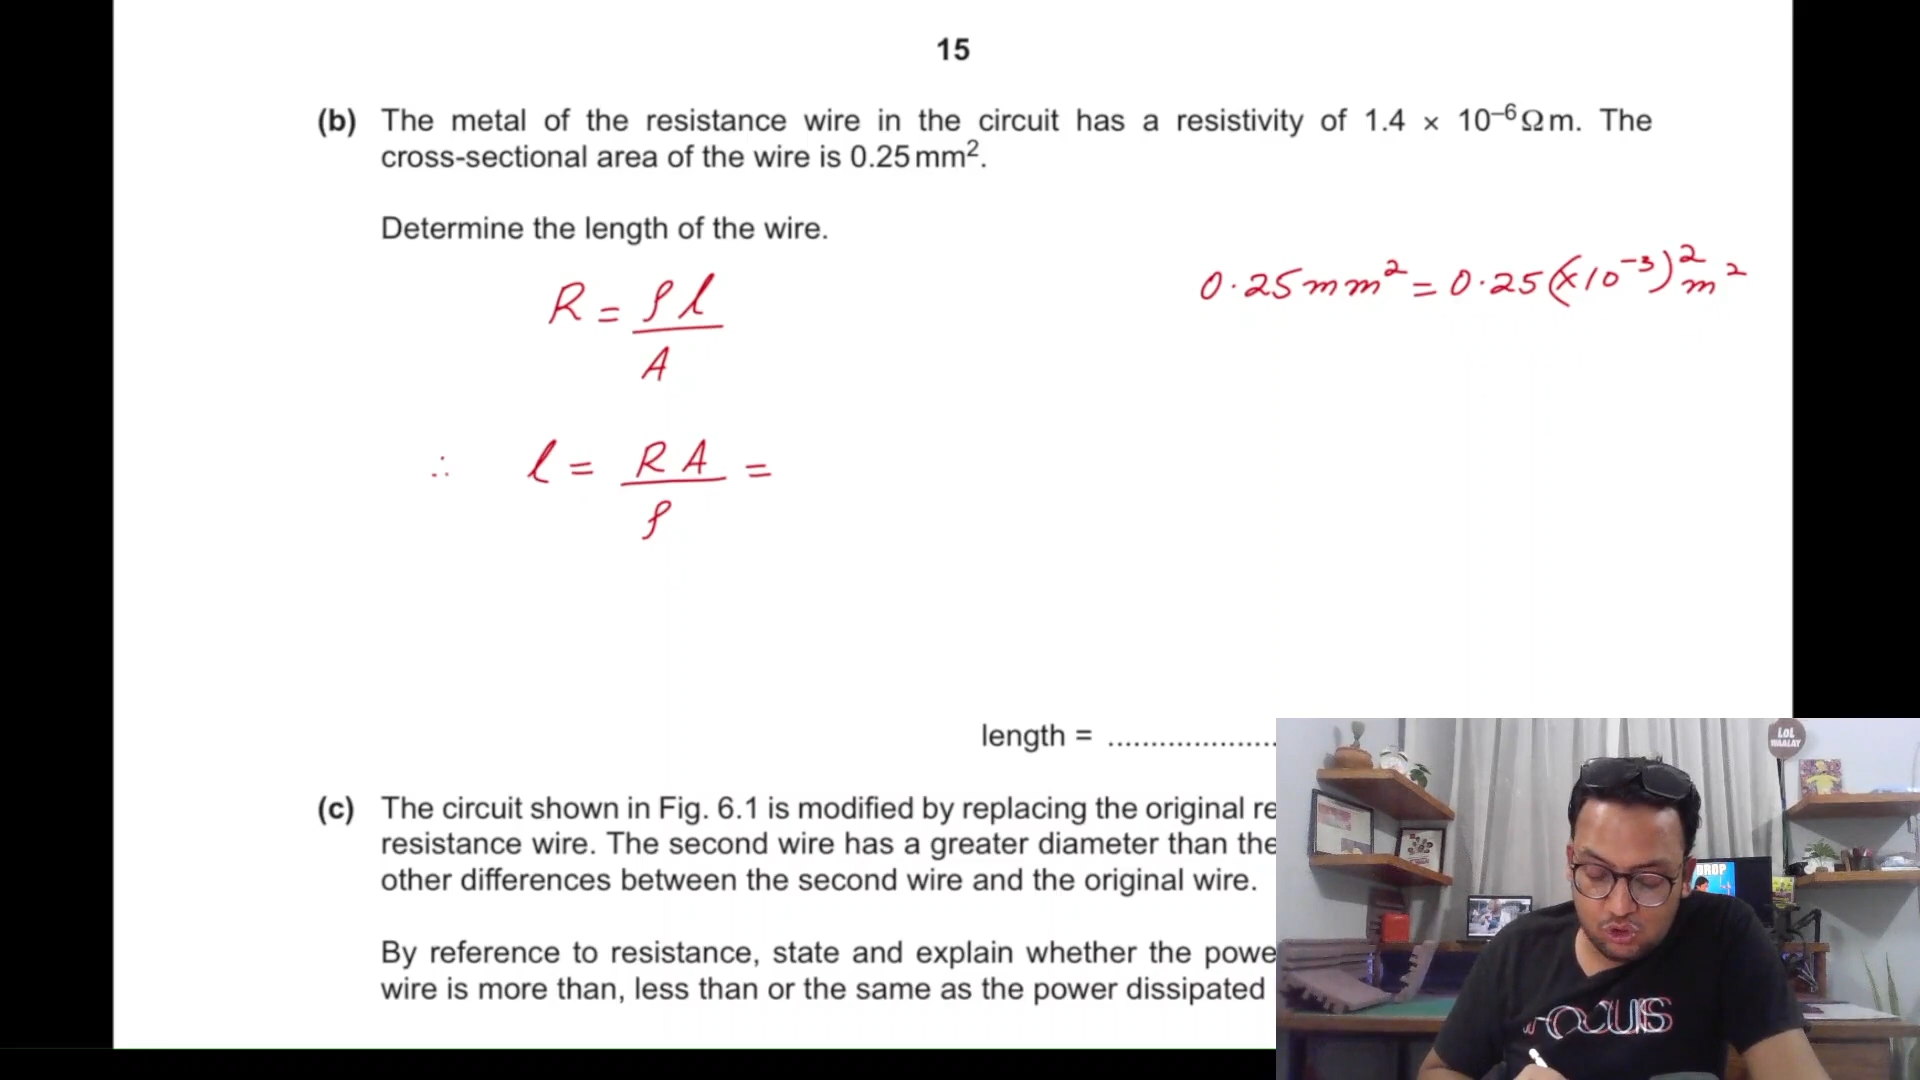 15
(b) The metal of the resistance wire in the circuit has a resistivity of 1.4 × 10⁻⁶ Ωm. The
cross-sectional area of the wire is 0.25 mm².
Determine the length of the wire.
0.25 mm² = 0.25 (×10⁻³)² m²
R = ρl / A
∴ l = RA / ρ =
length = ....................
(c) The circuit shown in Fig. 6.1 is modified by replacing the original re
resistance wire. The second wire has a greater diameter than the
other differences between the second wire and the original wire.
By reference to resistance, state and explain whether the powe
wire is more than, less than or the same as the power dissipated
LOL
MAALAY
DROP
FOCUS